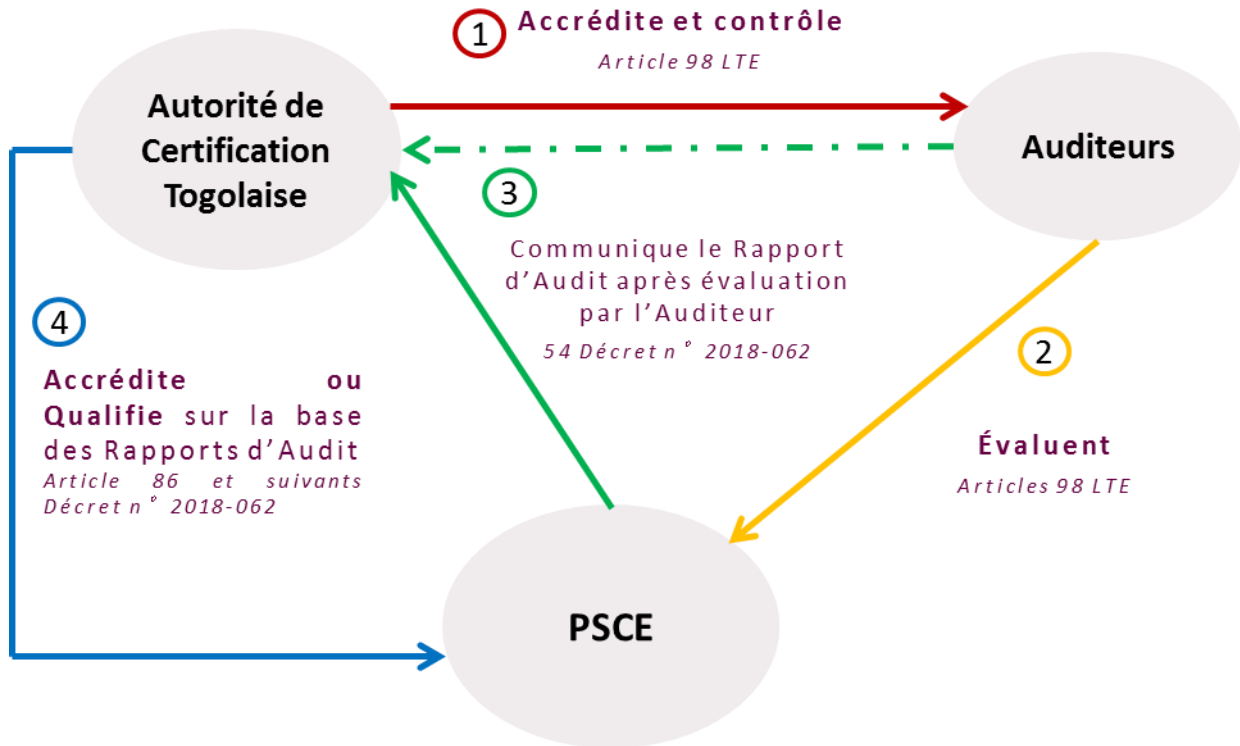 1
Accrédite et contrôle
Article 98 LTE
Autorité de
Certification
Togolaise
Auditeurs
3
Communique le Rapport
d’Audit après évaluation
par l’Auditeur
54 Décret n° 2018-062
4
Accrédite ou
Qualifie sur la base
des Rapports d’Audit
Article 86 et suivants
Décret n° 2018-062
2
Évaluent
Articles 98 LTE
PSCE